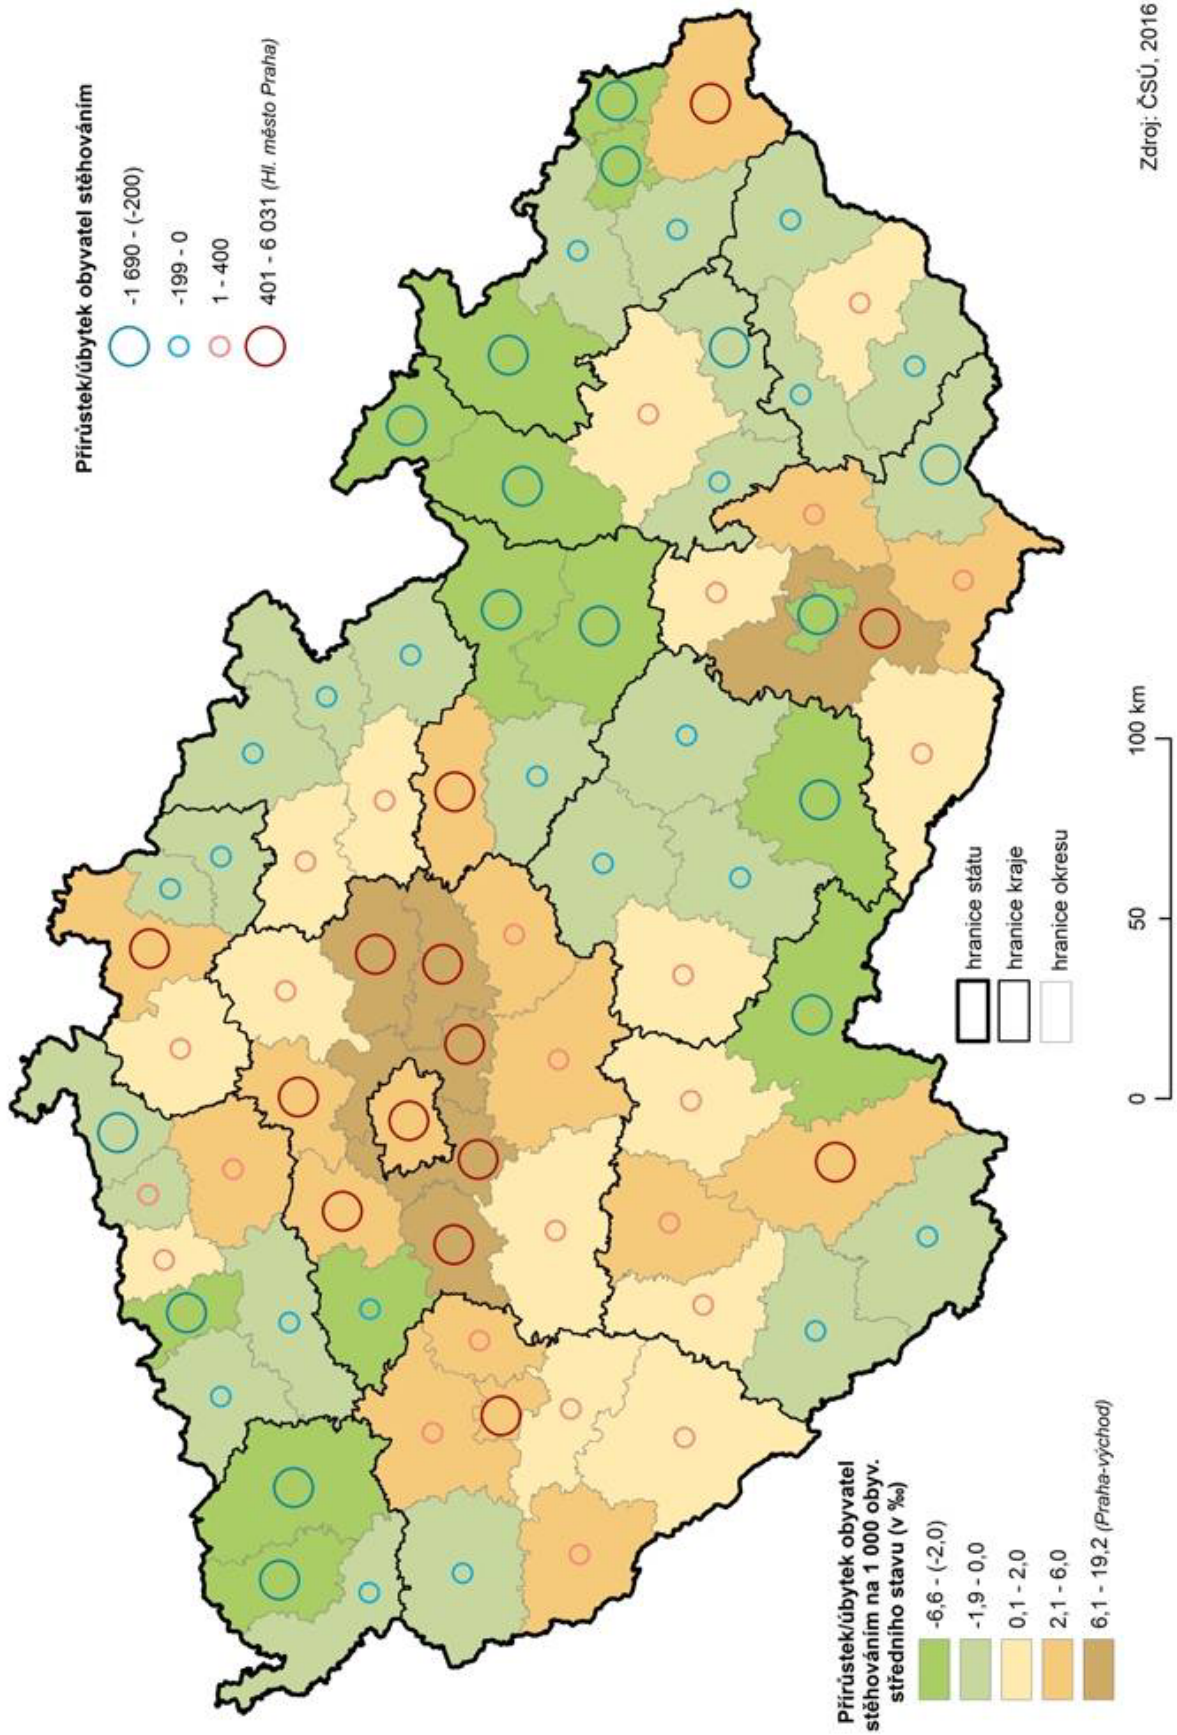 Přírůstek/úbytek obyvatel stěhováním
-1 690 - (-200)
-199 - 0
1 - 400
401 - 6 031 (Hl. město Praha)
Přírůstek/úbytek obyvatel
stěhováním na 1 000 obyv.
středního stavu (v ‰)
-6,6 - (-2,0)
-1,9 - 0,0
0,1 - 2,0
2,1 - 6,0
6,1 - 19,2 (Praha-východ)
hranice státu
hranice kraje
hranice okresu
0 50 100 km
Zdroj: ČSÚ, 2016